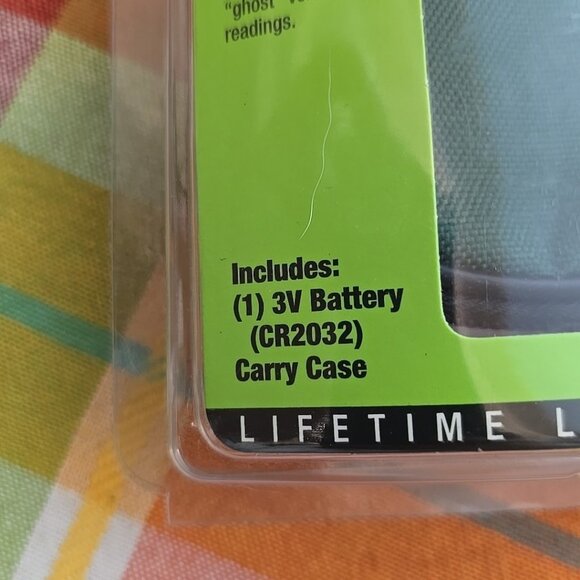 "ghost"
readings.
Includes:
(1) 3V Battery
(CR2032)
Carry Case
LIFETIME L